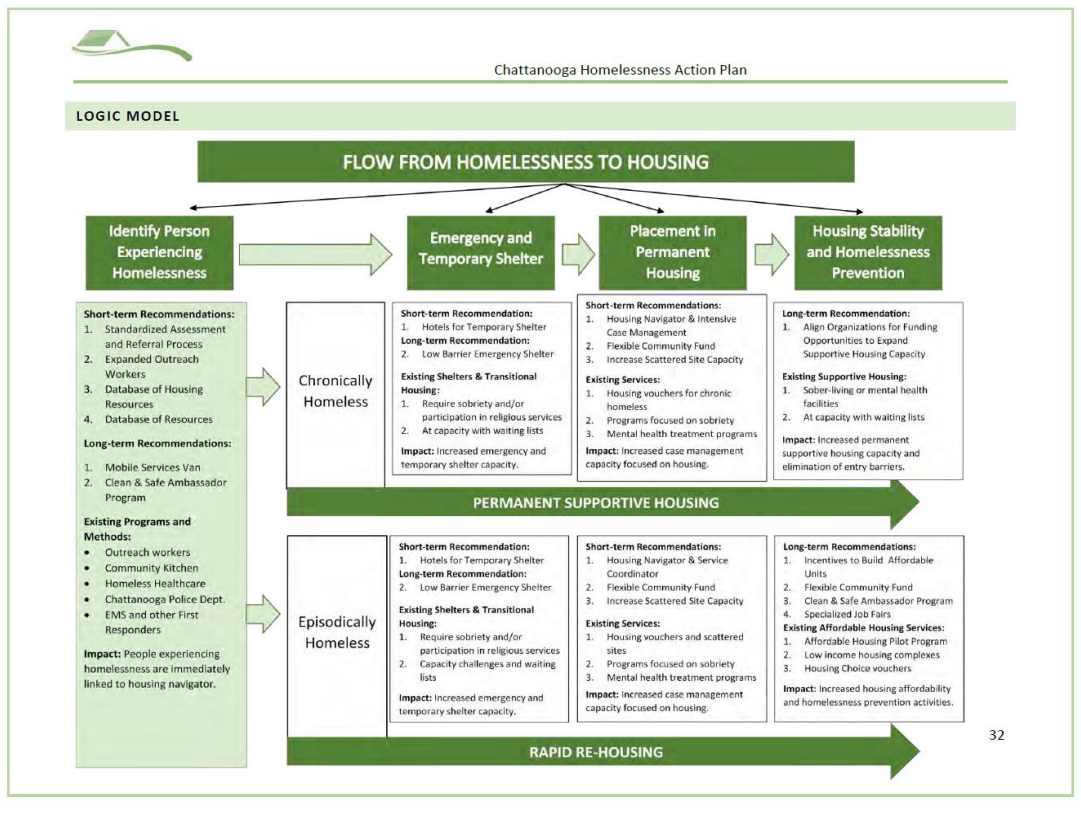 Chattanooga Homelessness Action Plan
LOGIC MODEL
FLOW FROM HOMELESSNESS TO HOUSING
Identify Person
Experiencing
Homelessness
Emergency and
Temporary Shelter
Placement in
Permanent
Housing
Housing Stability
and Homelessness
Prevention
Short-term Recommendations:
1. Standardized Assessment
and Referral Process
2. Expanded Outreach
Workers
3. Database of Housing
Resources
4. Database of Resources
Long-term Recommendations:
1. Mobile Services Van
2. Clean & Safe Ambassador
Program
Existing Programs and
Methods:
• Outreach workers
• Community Kitchen
• Homeless Healthcare
• Chattanooga Police Dept.
• EMS and other First
Responders
Impact: People experiencing
homelessness are immediately
linked to housing navigator.
Chronically
Homeless
Short-term Recommendation:
1. Hotels for Temporary Shelter
Long-term Recommendation:
2. Low Barrier Emergency Shelter
Existing Shelters & Transitional
Housing:
1. Require sobriety and/or
participation in religious services
2. At capacity with waiting lists
Impact: Increased emergency and
temporary shelter capacity.
Short-term Recommendations:
1. Housing Navigator & Intensive
Case Management
2. Flexible Community Fund
3. Increase Scattered Site Capacity
Existing Services:
1. Housing vouchers for chronic
homeless
2. Programs focused on sobriety
3. Mental health treatment programs
Impact: Increased case management
capacity focused on housing.
Long-term Recommendation:
1. Align Organizations for Funding
Opportunities to Expand
Supportive Housing Capacity
Existing Supportive Housing:
1. Sober-living or mental health
facilities
2. At capacity with waiting lists
Impact: Increased permanent
supportive housing capacity and
elimination of entry barriers.
PERMANENT SUPPORTIVE HOUSING
Episodically
Homeless
Short-term Recommendation:
1. Hotels for Temporary Shelter
Long-term Recommendation:
2. Low Barrier Emergency Shelter
Existing Shelters & Transitional
Housing:
1. Require sobriety and/or
participation in religious services
2. Capacity challenges and waiting
lists
Impact: Increased emergency and
temporary shelter capacity.
Short-term Recommendations:
1. Housing Navigator & Service
Coordinator
2. Flexible Community Fund
3. Increase Scattered Site Capacity
Existing Services:
1. Housing vouchers and scattered
sites
2. Programs focused on sobriety
3. Mental health treatment programs
Impact: Increased case management
capacity focused on housing.
Long-term Recommendations:
1. Incentives to Build Affordable
Units
2. Flexible Community Fund
3. Clean & Safe Ambassador Program
4. Specialized Job Fairs
Existing Affordable Housing Services:
1. Affordable Housing Pilot Program
2. Low income housing complexes
3. Housing Choice vouchers
Impact: Increased housing affordability
and homelessness prevention activities.
RAPID RE-HOUSING
32